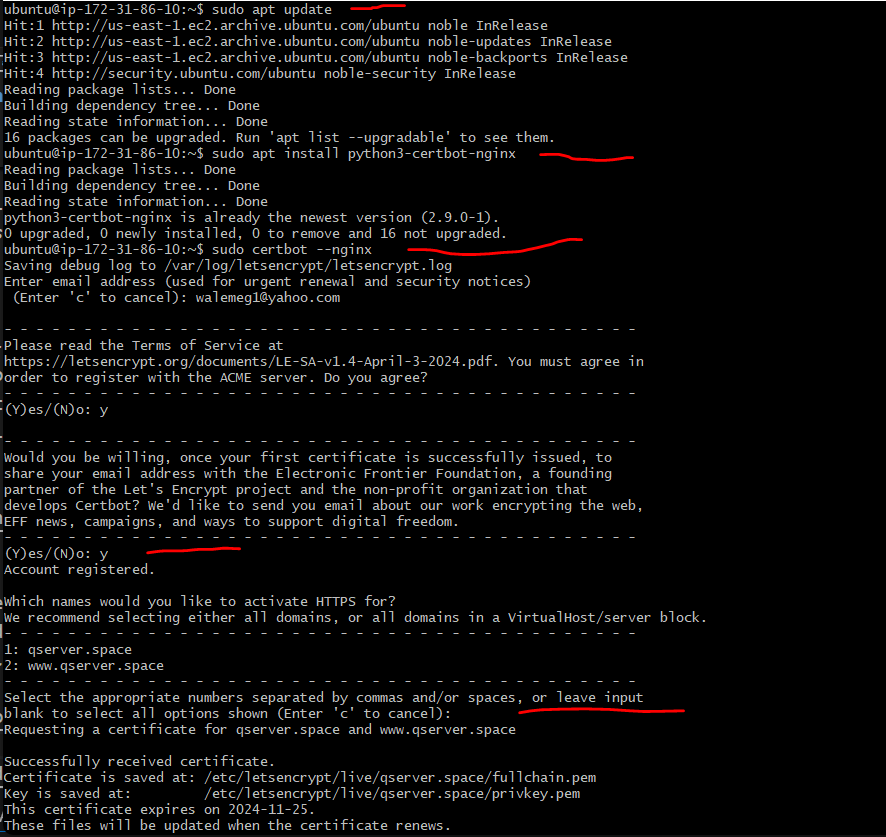 ubuntu@ip-172-31-86-10:~$ sudo apt update
Hit:1 http://us-east-1.ec2.archive.ubuntu.com/ubuntu noble InRelease
Hit:2 http://us-east-1.ec2.archive.ubuntu.com/ubuntu noble-updates InRelease
Hit:3 http://us-east-1.ec2.archive.ubuntu.com/ubuntu noble-backports InRelease
Hit:4 http://security.ubuntu.com/ubuntu noble-security InRelease
Reading package lists... Done
Building dependency tree... Done
Reading state information... Done
16 packages can be upgraded. Run 'apt list --upgradable' to see them.
ubuntu@ip-172-31-86-10:~$ sudo apt install python3-certbot-nginx
Reading package lists... Done
Building dependency tree... Done
Reading state information... Done
python3-certbot-nginx is already the newest version (2.9.0-1).
0 upgraded, 0 newly installed, 0 to remove and 16 not upgraded.
ubuntu@ip-172-31-86-10:~$ sudo certbot --nginx
Saving debug log to /var/log/letsencrypt/letsencrypt.log
Enter email address (used for urgent renewal and security notices)
 (Enter 'c' to cancel): walemeg1@yahoo.com

- - - - - - - - - - - - - - - - - - - - - - - - - - - - - - - - - - - - - - - -
Please read the Terms of Service at
https://letsencrypt.org/documents/LE-SA-v1.4-April-3-2024.pdf. You must agree in
order to register with the ACME server. Do you agree?
- - - - - - - - - - - - - - - - - - - - - - - - - - - - - - - - - - - - - - - -
(Y)es/(N)o: y

- - - - - - - - - - - - - - - - - - - - - - - - - - - - - - - - - - - - - - - -
Would you be willing, once your first certificate is successfully issued, to
share your email address with the Electronic Frontier Foundation, a founding
partner of the Let's Encrypt project and the non-profit organization that
develops Certbot? We'd like to send you email about our work encrypting the web,
EFF news, campaigns, and ways to support digital freedom.
- - - - - - - - - - - - - - - - - - - - - - - - - - - - - - - - - - - - - - - -
(Y)es/(N)o: y
Account registered.

Which names would you like to activate HTTPS for?
We recommend selecting either all domains, or all domains in a VirtualHost/server block.
- - - - - - - - - - - - - - - - - - - - - - - - - - - - - - - - - - - - - - - -
1: qserver.space
2: www.qserver.space
- - - - - - - - - - - - - - - - - - - - - - - - - - - - - - - - - - - - - - - -
Select the appropriate numbers separated by commas and/or spaces, or leave input
blank to select all options shown (Enter 'c' to cancel):
Requesting a certificate for qserver.space and www.qserver.space

Successfully received certificate.
Certificate is saved at: /etc/letsencrypt/live/qserver.space/fullchain.pem
Key is saved at:         /etc/letsencrypt/live/qserver.space/privkey.pem
This certificate expires on 2024-11-25.
These files will be updated when the certificate renews.